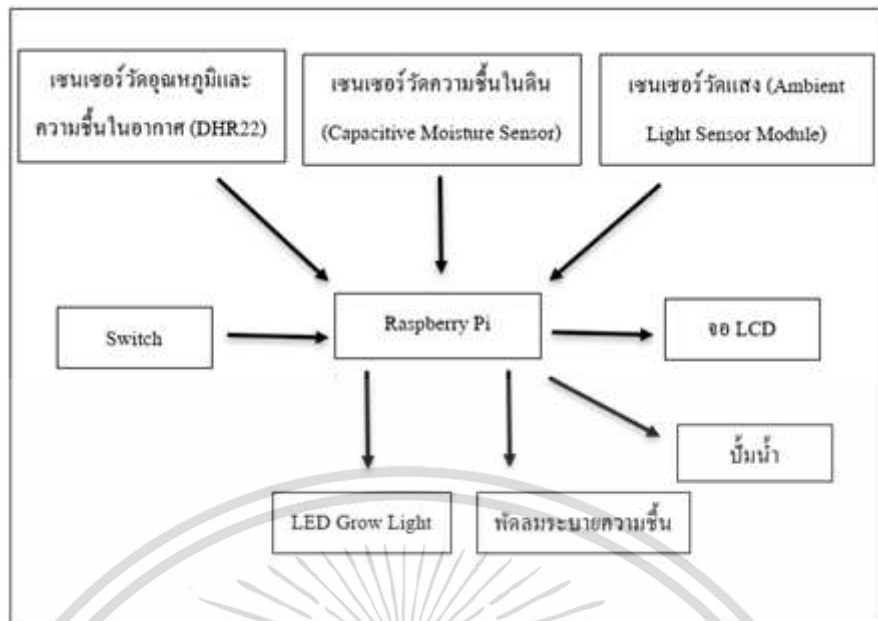 เซนเซอร์วัดอุณหภูมิและ
ความชื้นในอากาศ (DHR22)
เซนเซอร์วัดความชื้นในดิน
(Capacitive Moisture Sensor)
เซนเซอร์วัดแสง (Ambient
Light Sensor Module)
Switch
Raspberry Pi
จอ LCD
ปั๊มน้ำ
LED Grow Light
พัดลมระบายความชื้น